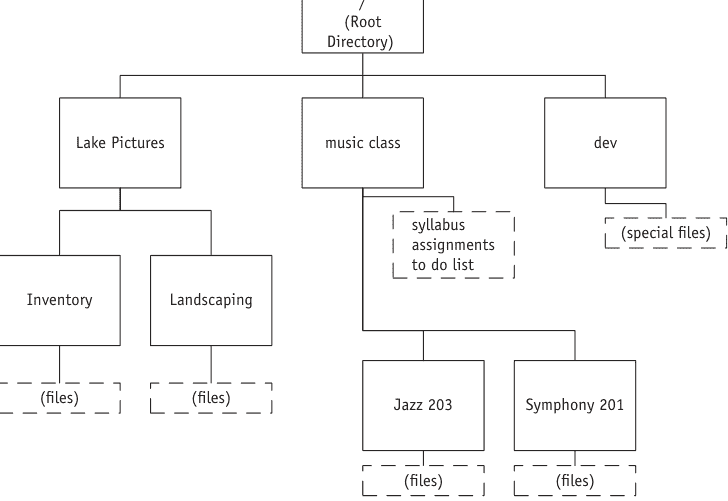 /
(Root
Directory)
Lake Pictures
music class
dev
syllabus
assignments
to do list
(special files)
Inventory
Landscaping
(files)
(files)
Jazz 203
Symphony 201
(files)
(files)